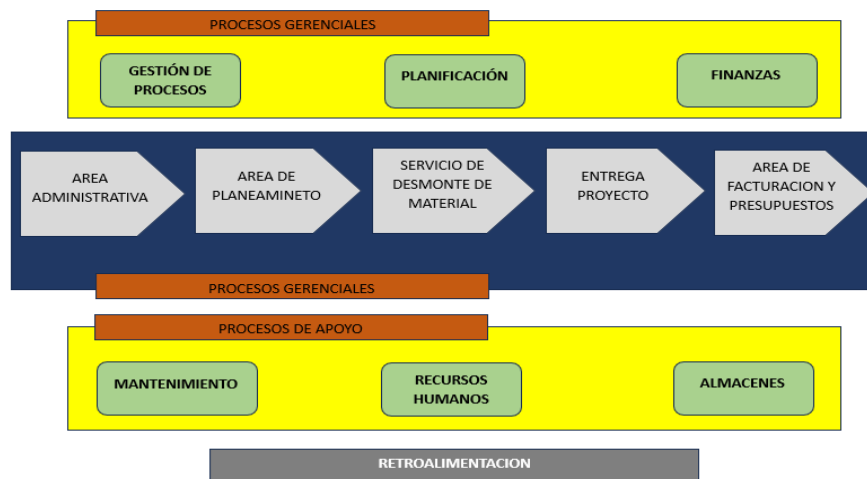 PROCESOS GERENCIALES
GESTIÓN DE
PROCESOS
PLANIFICACIÓN
FINANZAS
AREA
ADMINISTRATIVA
AREA DE
PLANEAMINETO
SERVICIO DE
DESMONTE DE
MATERIAL
ENTREGA
PROYECTO
AREA DE
FACTURACION Y
PRESUPUESTOS
PROCESOS GERENCIALES
PROCESOS DE APOYO
MANTENIMIENTO
RECURSOS
HUMANOS
ALMACENES
RETROALIMENTACION